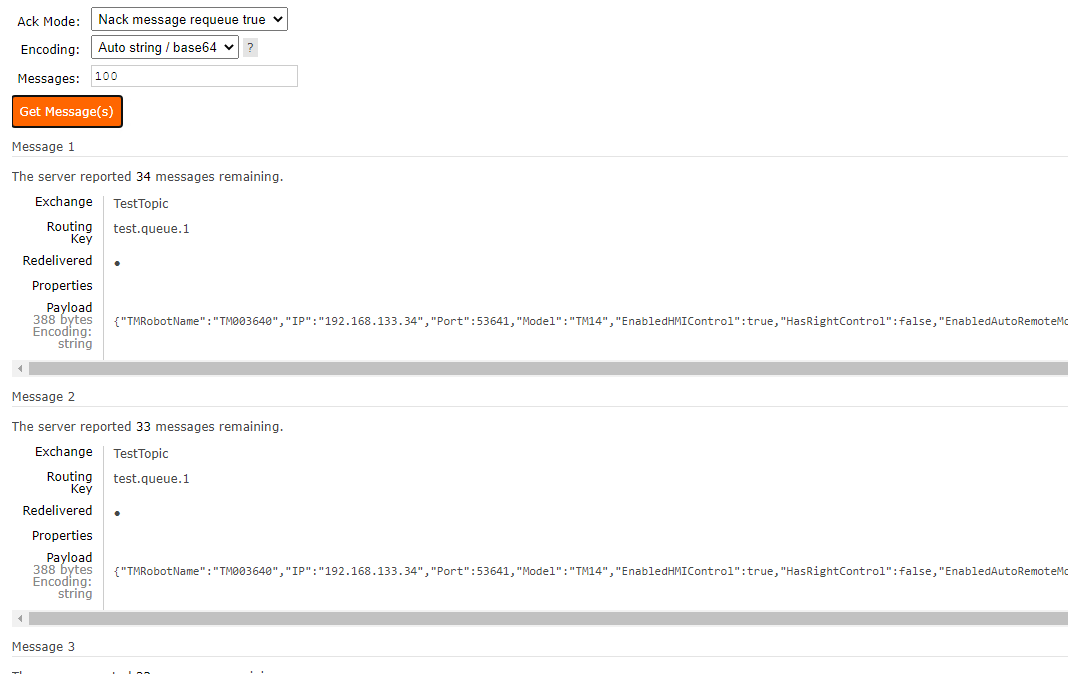 Ack Mode: Nack message requeue true
Encoding: Auto string / base64 ?
Messages: 100
Get Message(s)
Message 1
The server reported 34 messages remaining.
Exchange TestTopic
Routing Key test.queue.1
Redelivered ●
Properties
Payload
388 bytes
Encoding: string
{"TMRobotName":"TM003640","IP":"192.168.133.34","Port":53641,"Model":"TM14","EnabledHMIControl":true,"HasRightControl":false,"EnabledAutoRemoteMo
Message 2
The server reported 33 messages remaining.
Exchange TestTopic
Routing Key test.queue.1
Redelivered ●
Properties
Payload
388 bytes
Encoding: string
{"TMRobotName":"TM003640","IP":"192.168.133.34","Port":53641,"Model":"TM14","EnabledHMIControl":true,"HasRightControl":false,"EnabledAutoRemoteMo
Message 3